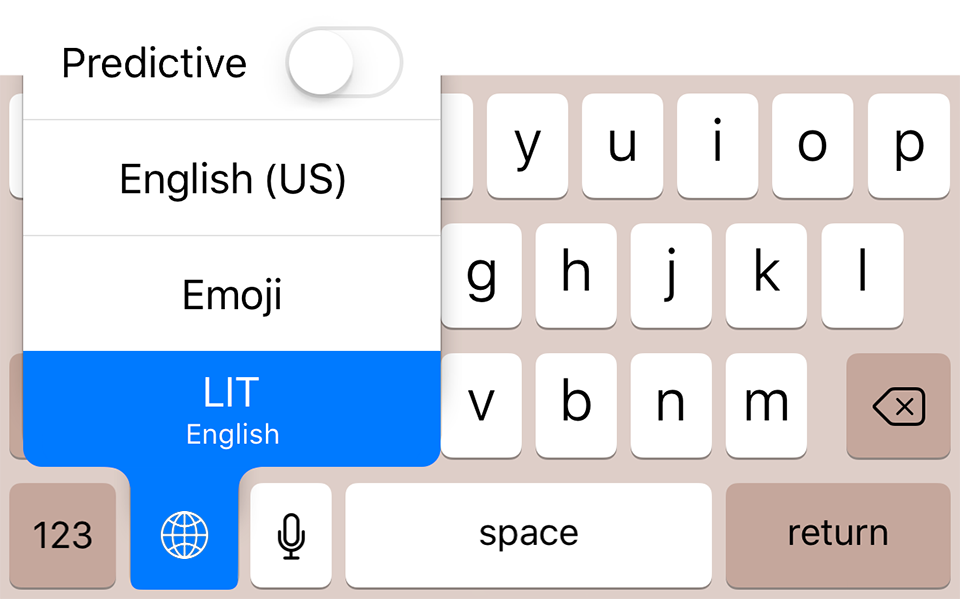 Predictive
English (US)
Emoji
LIT
English
y u i o p
g h j k l
v b n m
123 space return